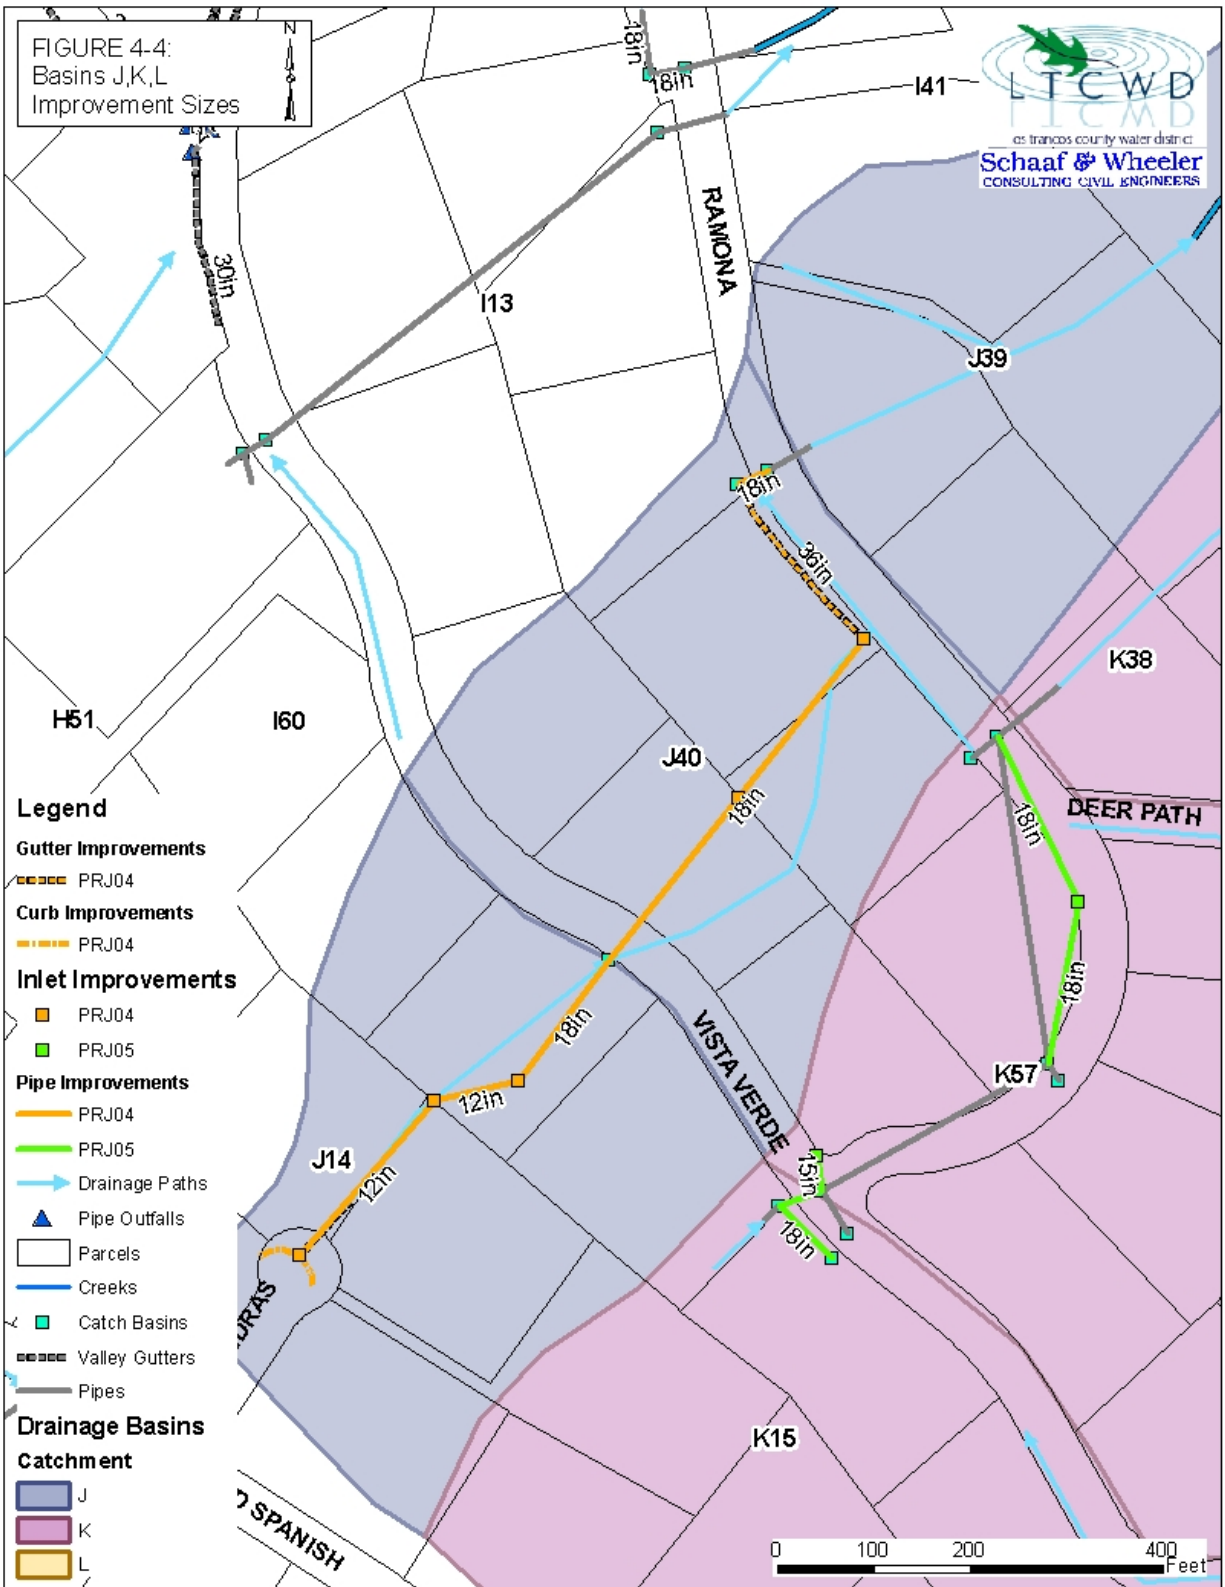 FIGURE 4-4:
Basins J,K,L
Improvement Sizes
N
LTCWD
os trancos county water district
Schaaf & Wheeler
CONSULTING CIVIL ENGINEERS
18in
18in
I41
RAMONA
30in
I13
J39
18in
36in
K38
H51
I60
J40
18in
DEER PATH
18in
18in
18in
VISTA VERDE
K57
12in
J14
12in
15in
18in
DRAS
K15
D SPANISH
Legend
Gutter Improvements
PRJ04
Curb Improvements
PRJ04
Inlet Improvements
PRJ04
PRJ05
Pipe Improvements
PRJ04
PRJ05
Drainage Paths
Pipe Outfalls
Parcels
Creeks
Catch Basins
Valley Gutters
Pipes
Drainage Basins
Catchment
J
K
L
0 100 200 400
Feet